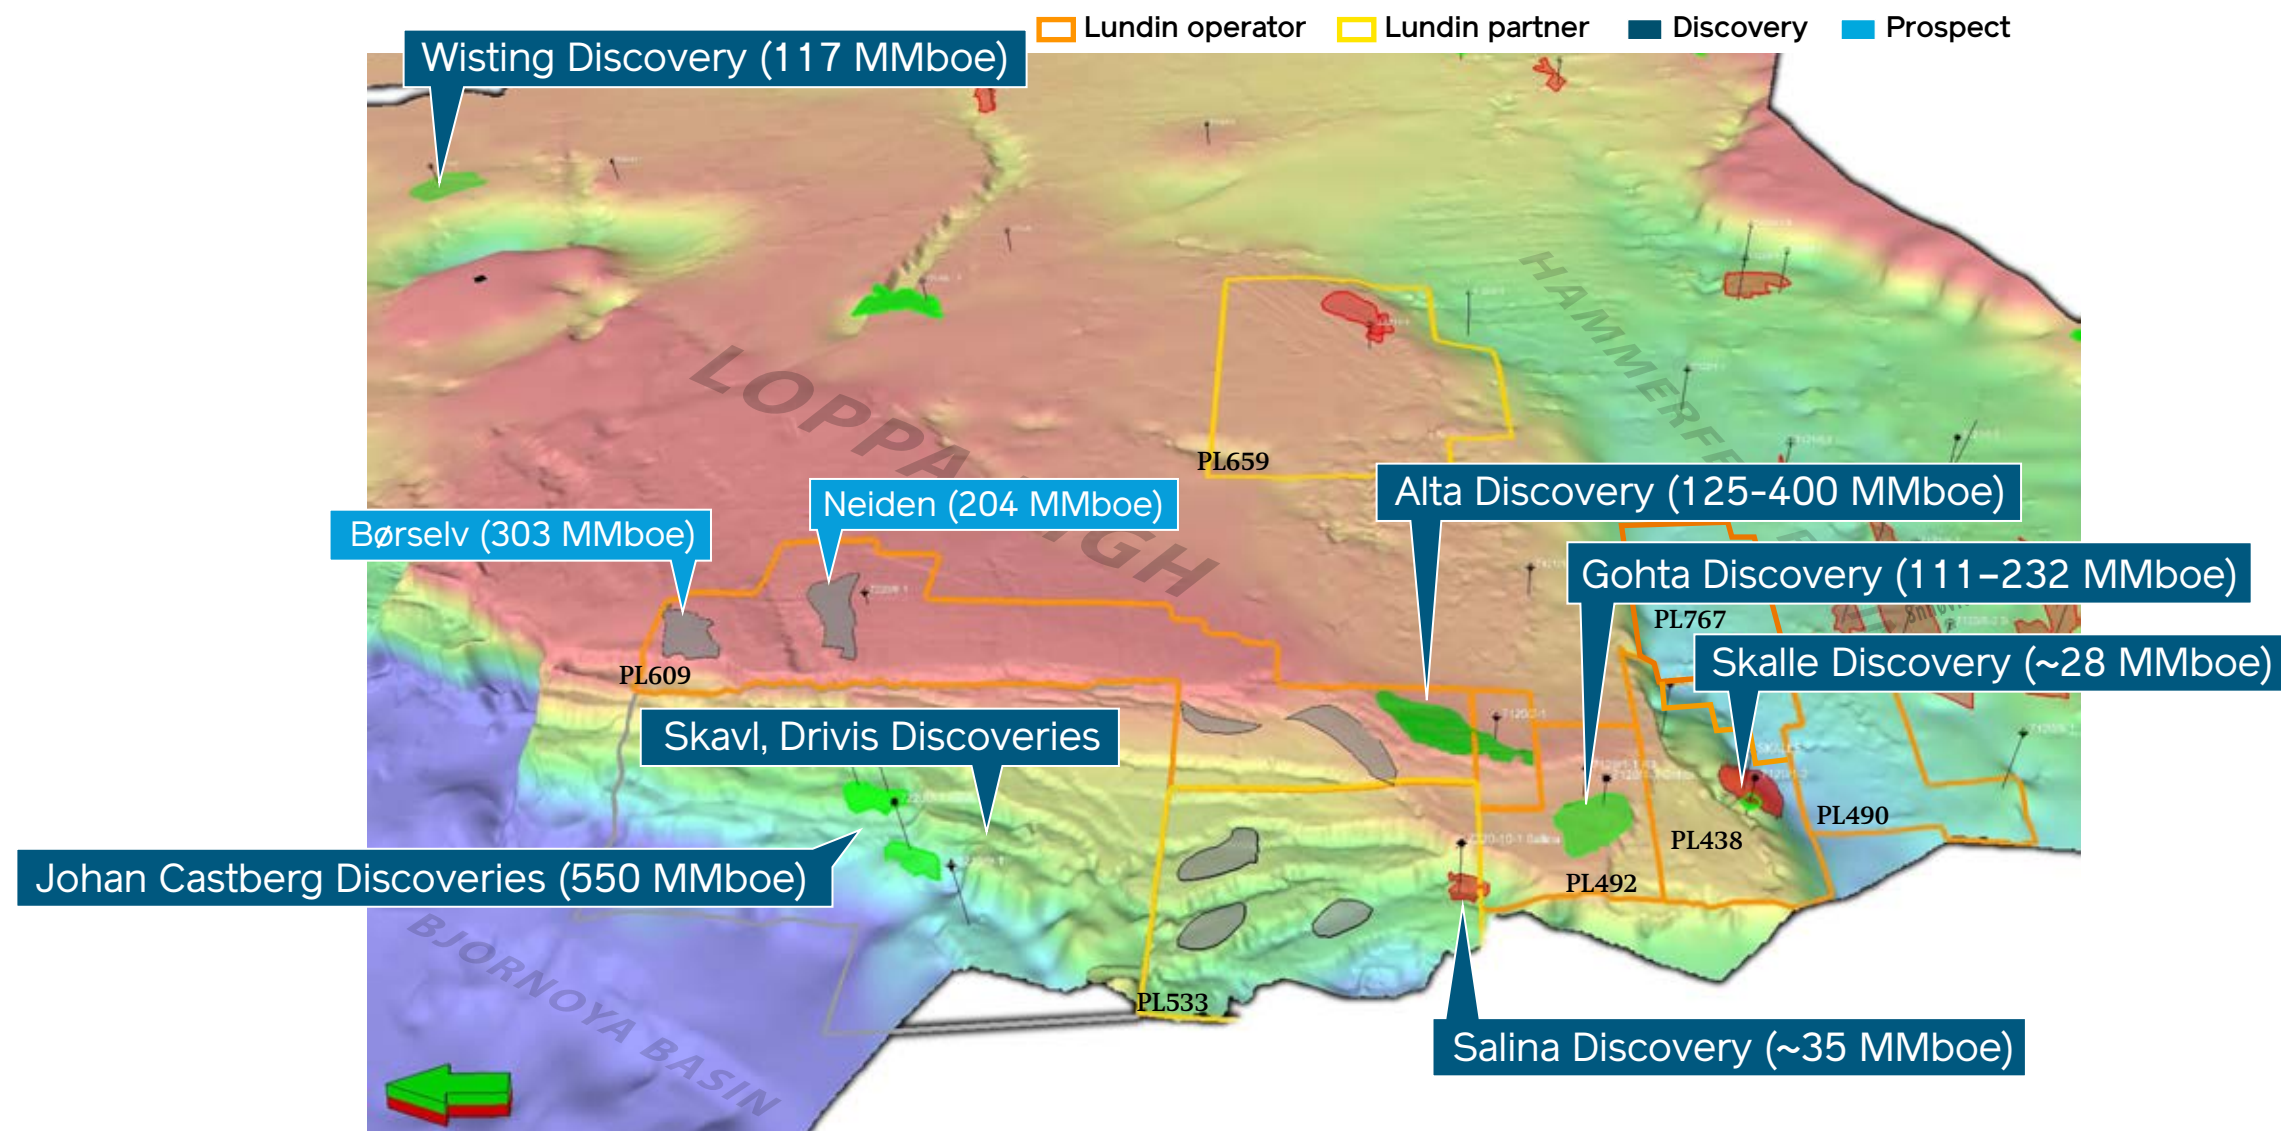 Lundin operator
Lundin partner
Discovery
Prospect
Wisting Discovery (117 MMboe)
HAMMERFE
LOPPA HIGH
PL659
Alta Discovery (125-400 MMboe)
Neiden (204 MMboe)
Børselv (303 MMboe)
Gohta Discovery (111–232 MMboe)
PL767
Skalle Discovery (~28 MMboe)
PL609
Skavl, Drivis Discoveries
PL490
PL438
Johan Castberg Discoveries (550 MMboe)
PL492
BJORNOYA BASIN
PL533
Salina Discovery (~35 MMboe)